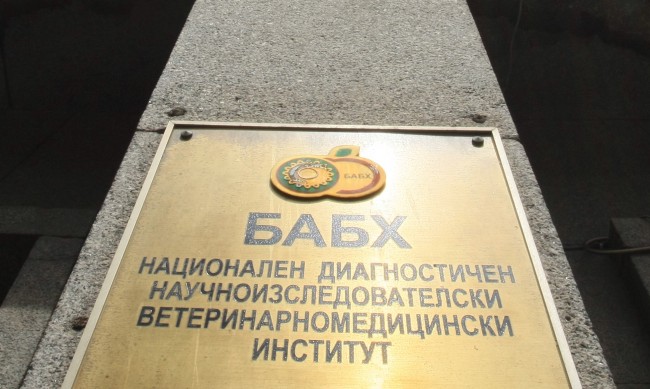 БАБХ
БАБХ
НАЦИОНАЛЕН ДИАГНОСТИЧЕН
НАУЧНОИЗСЛЕДОВАТЕЛСКИ
ВЕТЕРИНАРНОМЕДИЦИНСКИ
ИНСТИТУТ